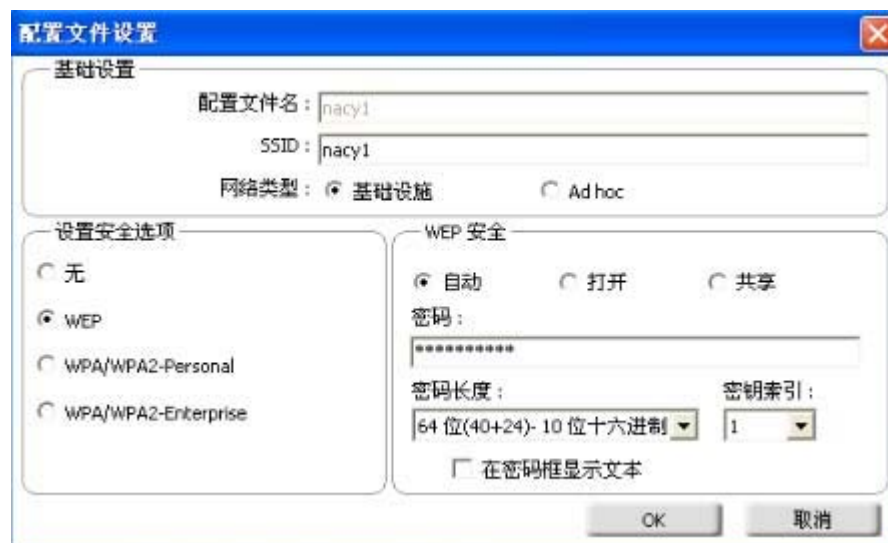 配置文件设置
基础设置
配置文件名：nacy1
SSID：nacy1
网络类型：基础设施 Ad hoc
设置安全选项
无
WEP
WPA/WPA2-Personal
WPA/WPA2-Enterprise
WEP 安全
自动 打开 共享
密码：
**********
密码长度： 密钥索引：
64 位(40+24)- 10 位十六进制 1
在密码框显示文本
OK 取消